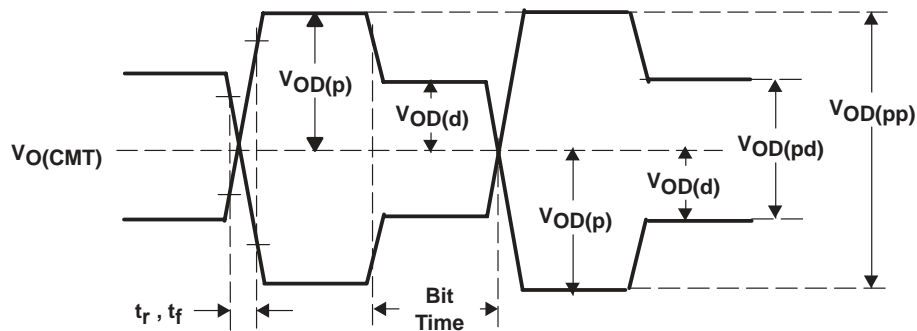 VOD(p)
VOD(d)
VO(CMT)
VOD(pp)
VOD(pd)
VOD(d)
VOD(p)
tr , tf
Bit
Time